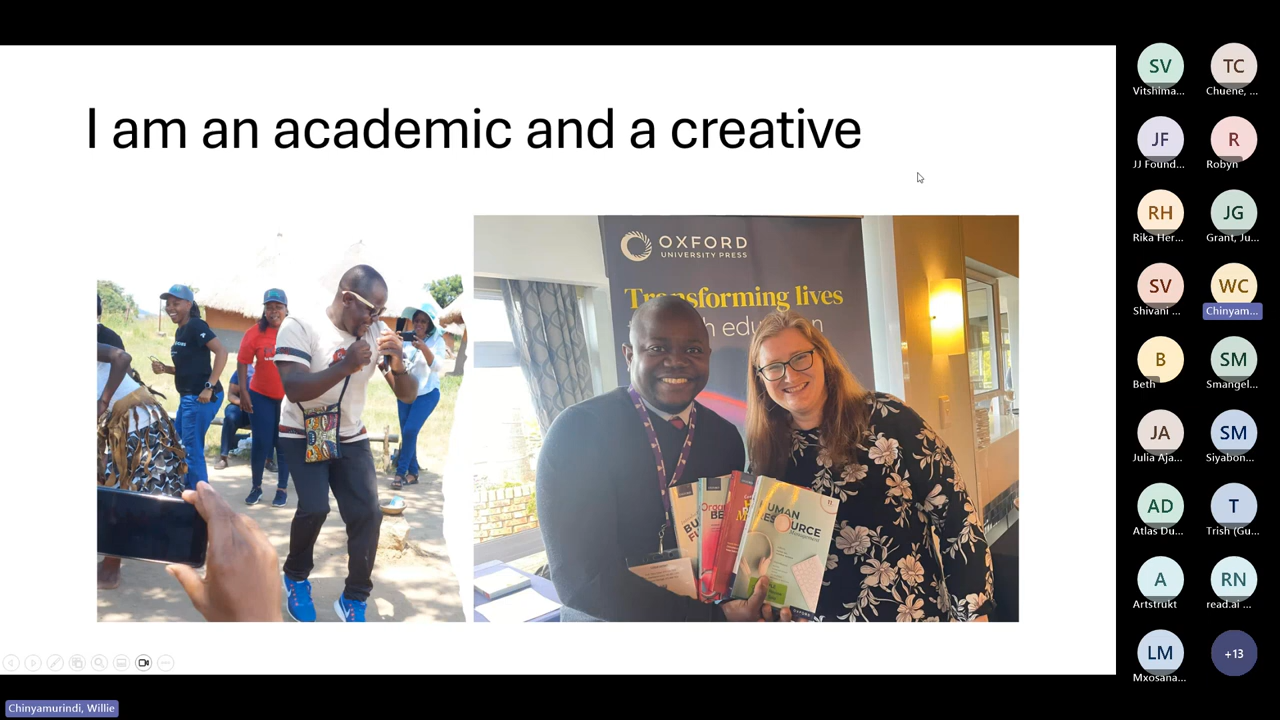 I am an academic and a creative
OXFORD
UNIVERSITY PRESS
Transforming lives
HUMAN
RESOURCE
SV
Vitshima...
TC
Chuene, ...
JF
JJ Found...
R
Robyn
RH
Rika Her...
JG
Grant, Ju...
SV
Shivani ...
WC
Chinyam...
B
Beth
SM
Smangel...
JA
Julia Aja...
SM
Siyabon...
AD
Atlas Du...
T
Trish (Gu...
A
Artstrukt
RN
read.ai ...
LM
Mxosana...
+13
Chinyamurindi, Willie